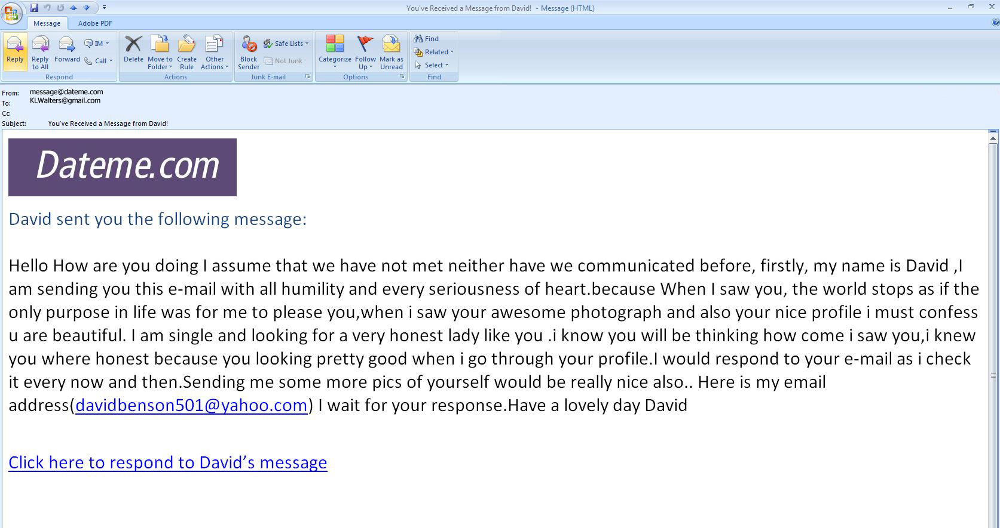 You've Received a Message from David! - Message (HTML)
Message Adobe PDF
Reply
Reply to All
Forward
IM
Call
Respond
Delete
Move to Folder
Create Rule
Other Actions
Actions
Block Sender
Safe Lists
Not Junk
Junk E-mail
Categorize
Follow Up
Mark as Unread
Options
Find
Related
Select
Find
From: message@dateme.com
To: KLWalters@gmail.com
Cc:
Subject: You've Received a Message from David!
Dateme.com
David sent you the following message:
Hello How are you doing I assume that we have not met neither have we communicated before, firstly, my name is David ,I
am sending you this e-mail with all humility and every seriousness of heart.because When I saw you, the world stops as if the
only purpose in life was for me to please you,when i saw your awesome photograph and also your nice profile i must confess
u are beautiful. I am single and looking for a very honest lady like you .i know you will be thinking how come i saw you,i knew
you where honest because you looking pretty good when i go through your profile.I would respond to your e-mail as i check
it every now and then.Sending me some more pics of yourself would be really nice also.. Here is my email
address(davidbenson501@yahoo.com) I wait for your response.Have a lovely day David
Click here to respond to David’s message